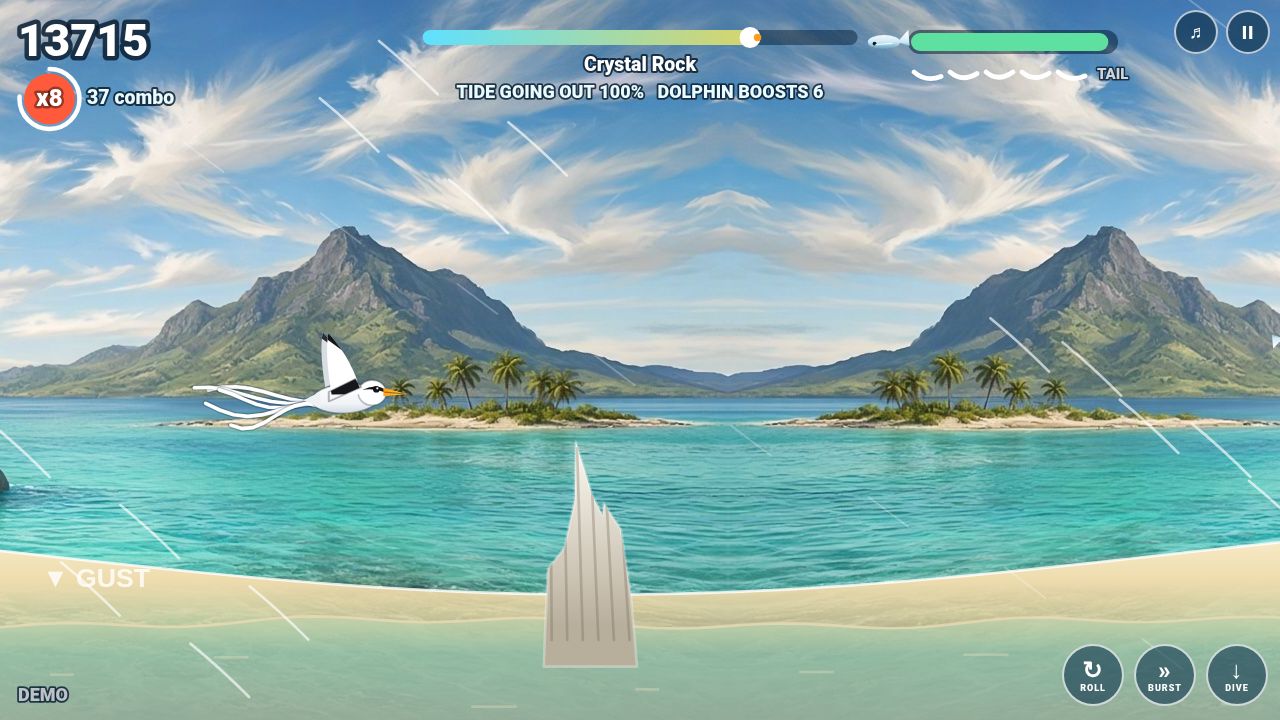 13715
x8 37 combo
Crystal Rock
TIDE GOING OUT 100% DOLPHIN BOOSTS 6
TAIL
▼ GUST
DEMO
ROLL
BURST
DIVE